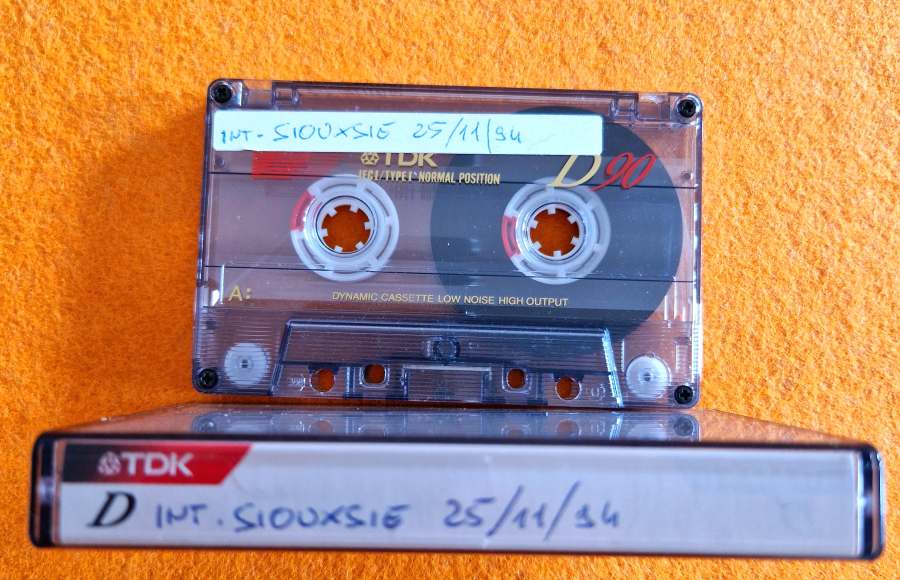 INT. SIOUXSIE 25/11/94
TDK
D90
IEC I/TYPE I · NORMAL POSITION
A:
DYNAMIC CASSETTE LOW NOISE HIGH OUTPUT
TDK
D INT. SIOUXSIE 25/11/94